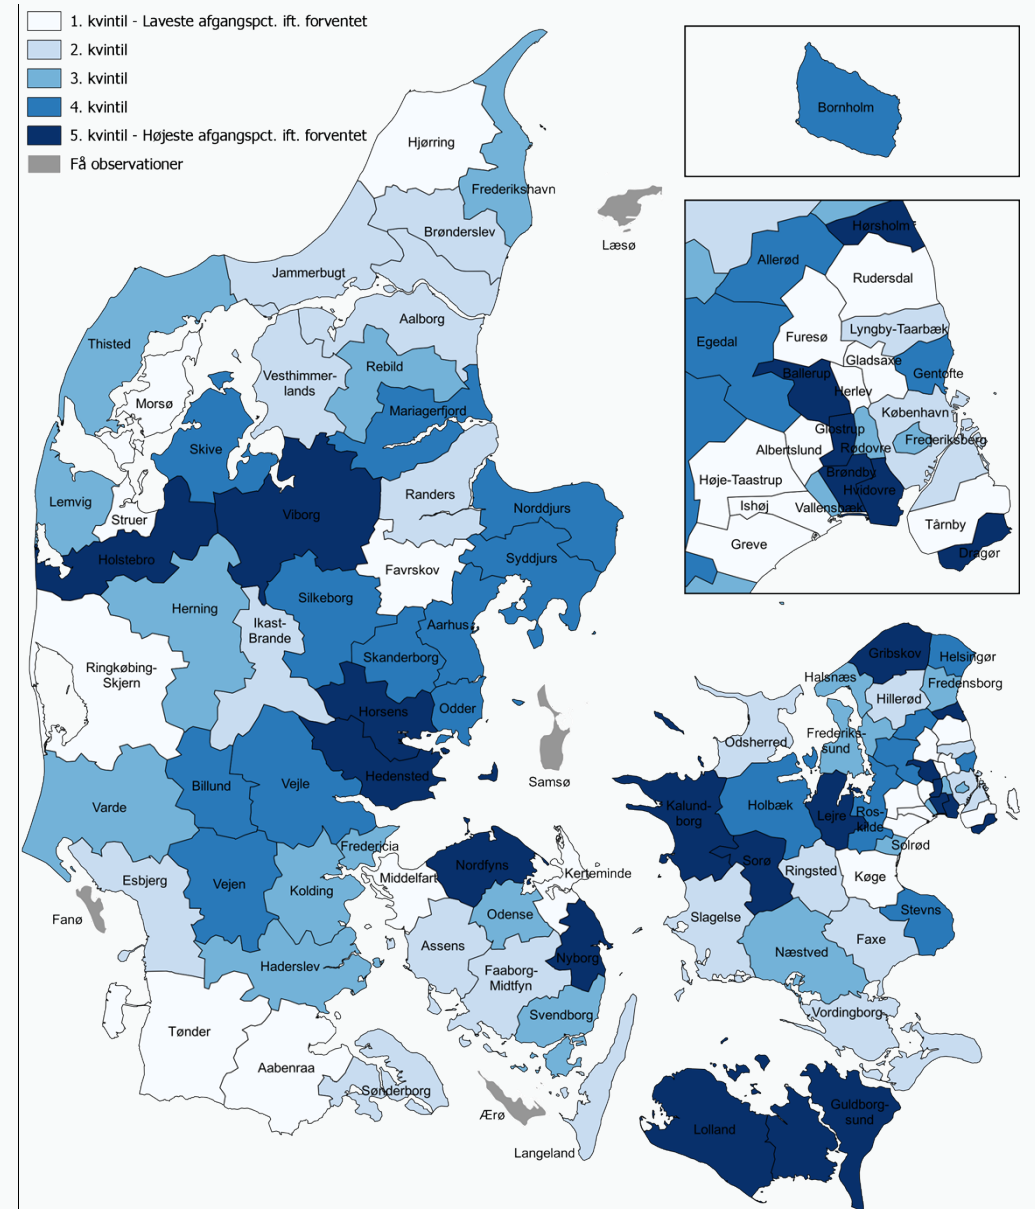 1. kvintil - Laveste afgangspct. ift. forventet
2. kvintil
3. kvintil
4. kvintil
5. kvintil - Højeste afgangspct. ift. forventet
Få observationer
Bornholm
Hjørring
Frederikshavn
Læsø
Brønderslev
Jammerbugt
Aalborg
Thisted
Rebild
Vesthimmer-
lands
Morsø
Mariagerfjord
Skive
Lemvig
Randers
Struer
Viborg
Norddjurs
Holstebro
Syddjurs
Favrskov
Herning
Silkeborg
Ikast-
Brande
Aarhus
Skanderborg
Ringkøbing-
Skjern
Horsens
Odder
Hedensted
Samsø
Billund
Vejle
Varde
Fredericia
Esbjerg
Vejen
Kolding
Fanø
Haderslev
Tønder
Aabenraa
Sønderborg
Middelfart
Nordfyns
Kerteminde
Odense
Assens
Nyborg
Faaborg-
Midtfyn
Svendborg
Ærø
Langeland
Hørsholm
Allerød
Rudersdal
Furesø
Lyngby-Taarbæk
Egedal
Gladsaxe
Ballerup
Gentofte
Herlev
København
Glostrup
Frederiksberg
Albertslund
Rødovre
Brøndby
Høje-Taastrup
Hvidovre
Ishøj
Vallensbæk
Tårnby
Greve
Dragør
Gribskov
Helsingør
Halsnæs
Fredensborg
Hillerød
Odsherred
Frederiks-
sund
Kalund-
borg
Holbæk
Lejre
Ros-
kilde
Solrød
Sorø
Ringsted
Køge
Slagelse
Stevns
Næstved
Faxe
Vordingborg
Guldborg-
sund
Lolland